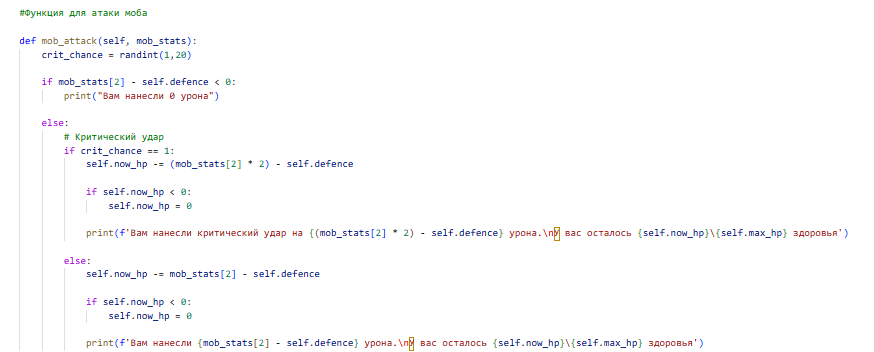 #Функция для атаки моба
def mob_attack(self, mob_stats):
crit_chance = randint(1,20)
if mob_stats[2] - self.defence < 0:
print("Вам нанесли 0 урона")
else:
# Критический удар
if crit_chance == 1:
self.now_hp -= (mob_stats[2] * 2) - self.defence
if self.now_hp < 0:
self.now_hp = 0
print(f'Вам нанесли критический удар на {(mob_stats[2] * 2) - self.defence} урона.\nУ вас осталось {self.now_hp}\{self.max_hp} здоровья')
else:
self.now_hp -= mob_stats[2] - self.defence
if self.now_hp < 0:
self.now_hp = 0
print(f'Вам нанесли {mob_stats[2] - self.defence} урона.\nУ вас осталось {self.now_hp}\{self.max_hp} здоровья')